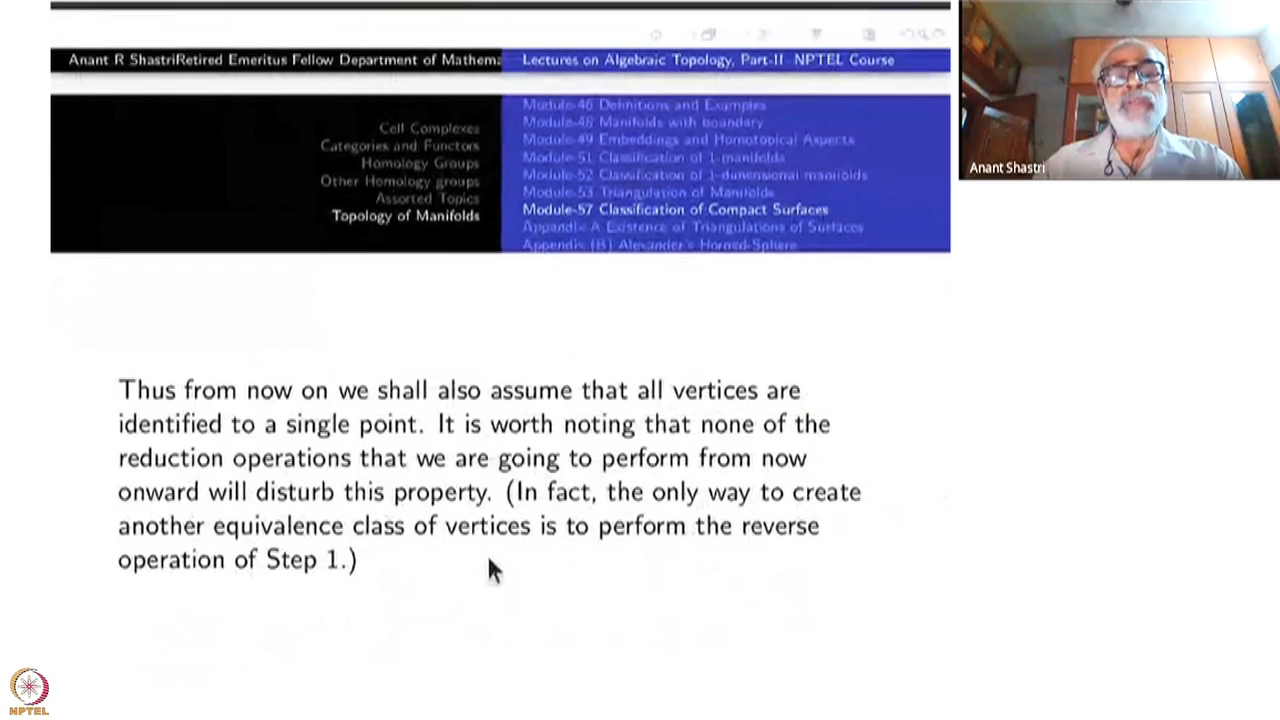 Anant R ShastriRetired Emeritus Fellow Department of Mathema
Lectures on Algebraic Topology, Part-II NPTEL Course
Cell Complexes
Categories and Functors
Homology Groups
Other Homology groups
Assorted Topics
Topology of Manifolds
Module-46 Definitions and Examples
Module-48 Manifolds with boundary
Module-49 Embeddings and Homotopical Aspects
Module-51 Classification of 1-manifolds
Module-52 Classification of 1-dimensional manifolds
Module-53 Triangulation of Manifolds
Module-57 Classification of Compact Surfaces
Appendix A Existence of Triangulations of Surfaces
Appendix (B) Alexander's Horned Sphere
Anant Shastri
Thus from now on we shall also assume that all vertices are
identified to a single point. It is worth noting that none of the
reduction operations that we are going to perform from now
onward will disturb this property. (In fact, the only way to create
another equivalence class of vertices is to perform the reverse
operation of Step 1.)
NPTEL